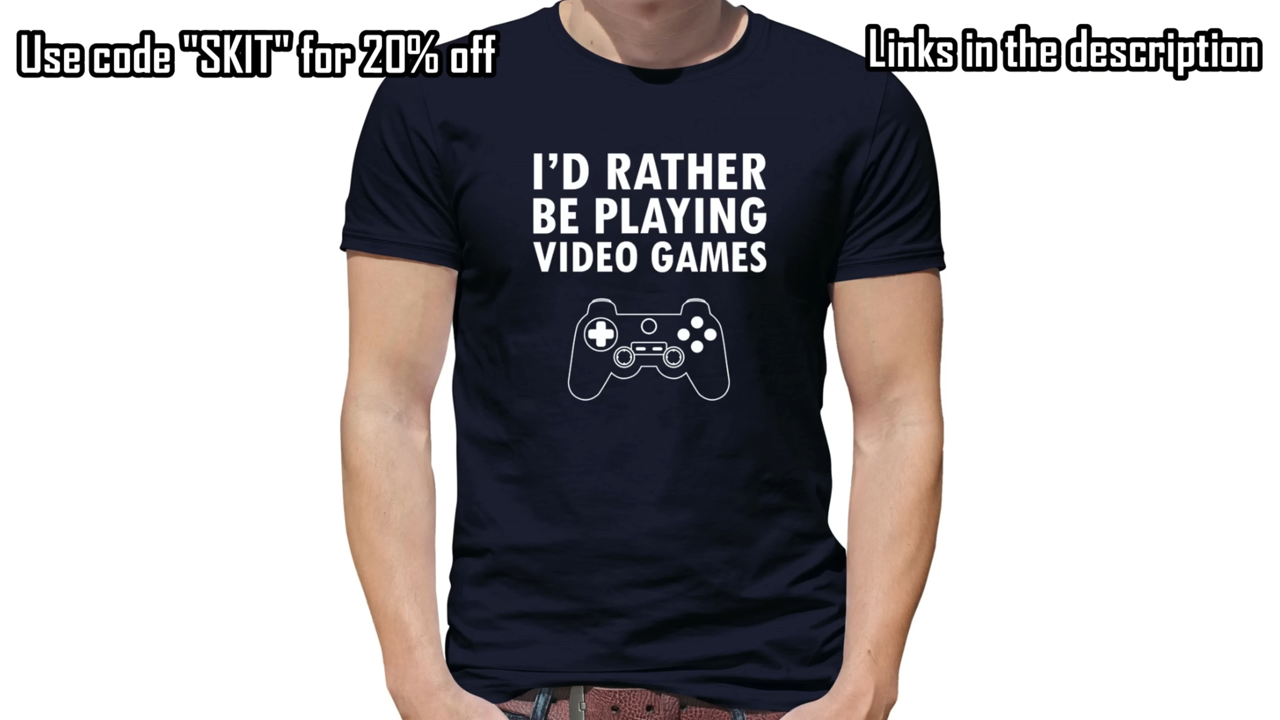 Use code "SKIT" for 20% off
Links in the description
I'D RATHER
BE PLAYING
VIDEO GAMES